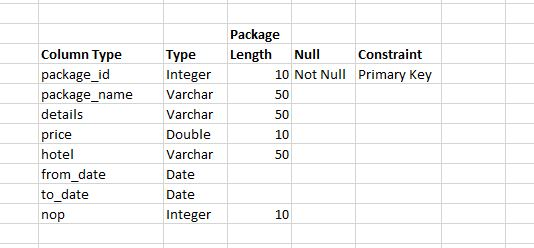 Package
Column Type Type Length Null Constraint
package_id Integer 10 Not Null Primary Key
package_name Varchar 50
details Varchar 50
price Double 10
hotel Varchar 50
from_date Date
to_date Date
nop Integer 10